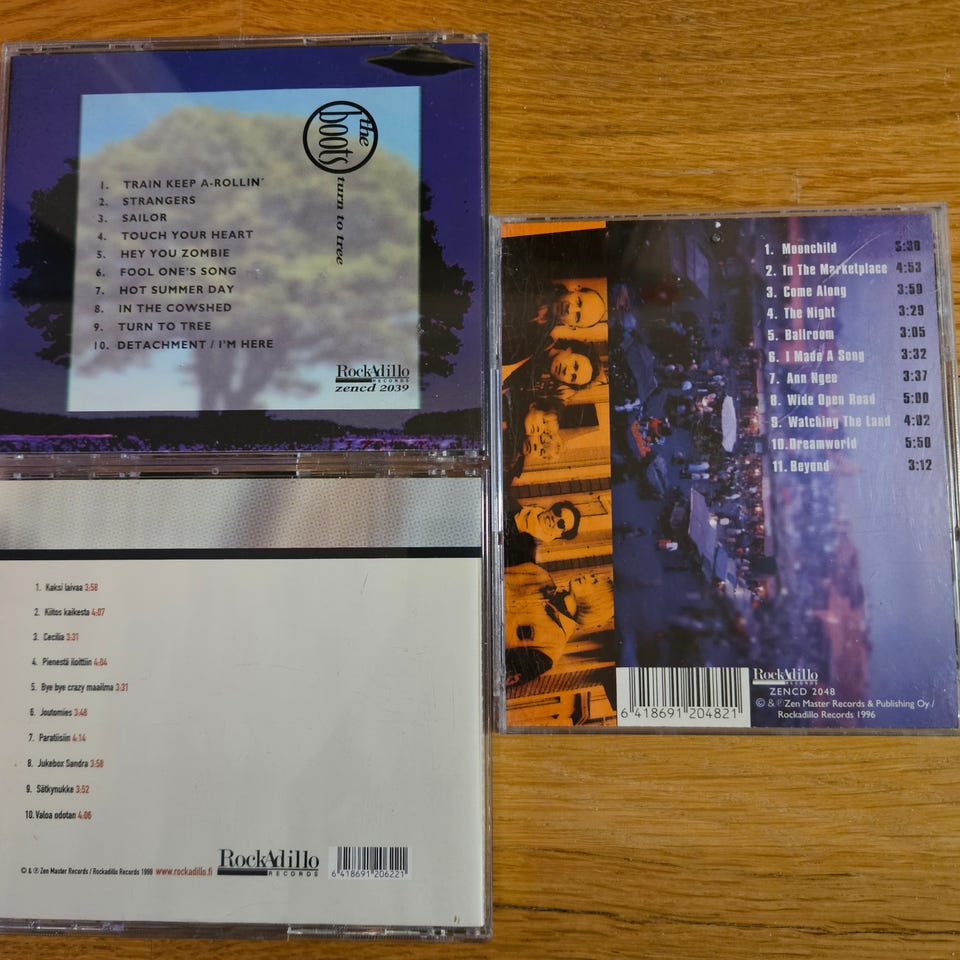 the
boots
turn to tree
1. TRAIN KEEP A-ROLLIN'
2. STRANGERS
3. SAILOR
4. TOUCH YOUR HEART
5. HEY YOU ZOMBIE
6. FOOL ONE'S SONG
7. HOT SUMMER DAY
8. IN THE COWSHED
9. TURN TO TREE
10. DETACHMENT / I'M HERE
RockAdillo
RECORDS
zencd 2039
1. Moonchild 3:30
2. In The Marketplace 4:53
3. Come Along 3:50
4. The Night 3:29
5. Ballroom 3:05
6. I Made A Song 3:32
7. Ann Ngee 3:37
8. Wide Open Road 5:00
9. Watching The Land 4:02
10. Dreamworld 5:50
11. Beyond 3:12
6 418691 204821
RockAdillo
RECORDS
ZENCD 2048
© & ℗ Zen Master Records & Publishing Oy /
Rockadillo Records 1996
1. Kaksi laivaa 3:58
2. Kiitos kaikesta 4:07
3. Cecilia 3:31
4. Pienestä iloittiin 4:04
5. Bye bye crazy maailma 3:31
6. Joutomies 3:48
7. Paratiisiin 4:14
8. Jukebox Sandra 3:58
9. Sätkynukke 3:52
10. Valoa odotan 4:06
© & ℗ Zen Master Records / Rockadillo Records 1999 www.rockadillo.fi
RockAdillo
RECORDS
6 418691 206221